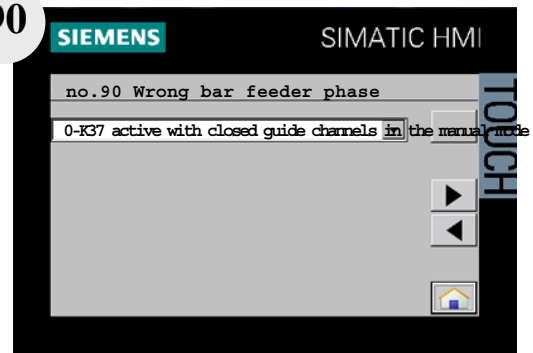 90
SIEMENS
SIMATIC HMI
TOUCH
no.90 Wrong bar feeder phase
0-K37 active with closed guide channels in the manual mode